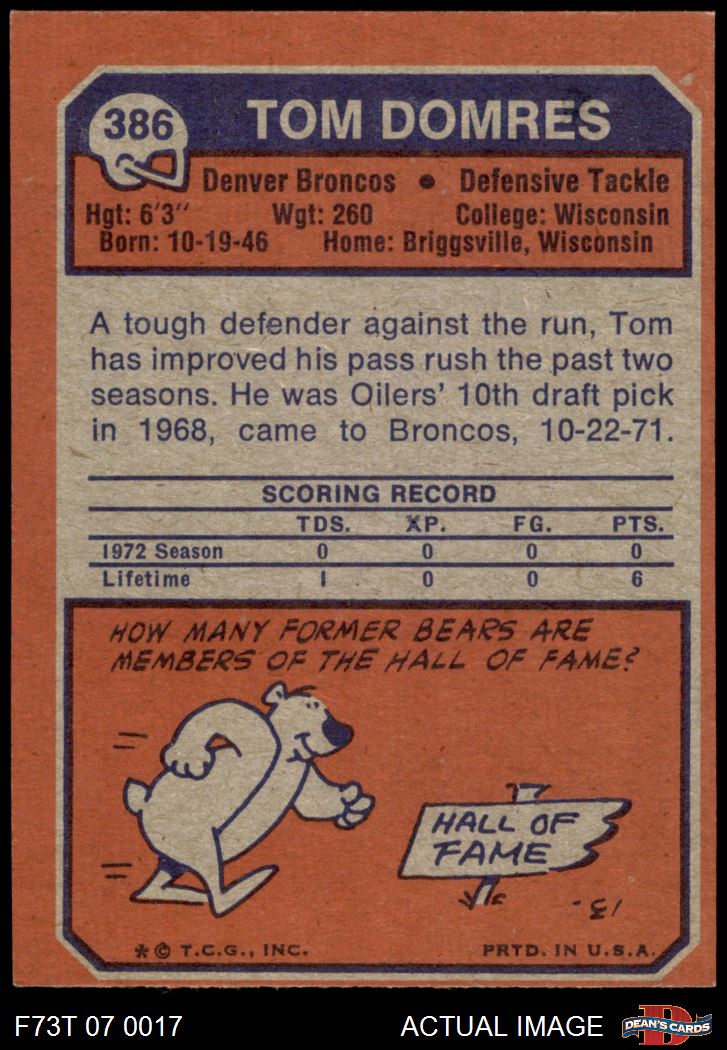 386
TOM DOMRES
Denver Broncos • Defensive Tackle
Hgt: 6'3" Wgt: 260 College: Wisconsin
Born: 10-19-46 Home: Briggsville, Wisconsin
A tough defender against the run, Tom
has improved his pass rush the past two
seasons. He was Oilers' 10th draft pick
in 1968, came to Broncos, 10-22-71.
SCORING RECORD
TDS. XP. FG. PTS.
1972 Season 0 0 0 0
Lifetime 1 0 0 6
HOW MANY FORMER BEARS ARE
MEMBERS OF THE HALL OF FAME?
HALL OF
FAME
13.
* © T.C.G., INC. PRTD. IN U.S.A.
F73T 07 0017 ACTUAL IMAGE
D
DEAN'S CARDS